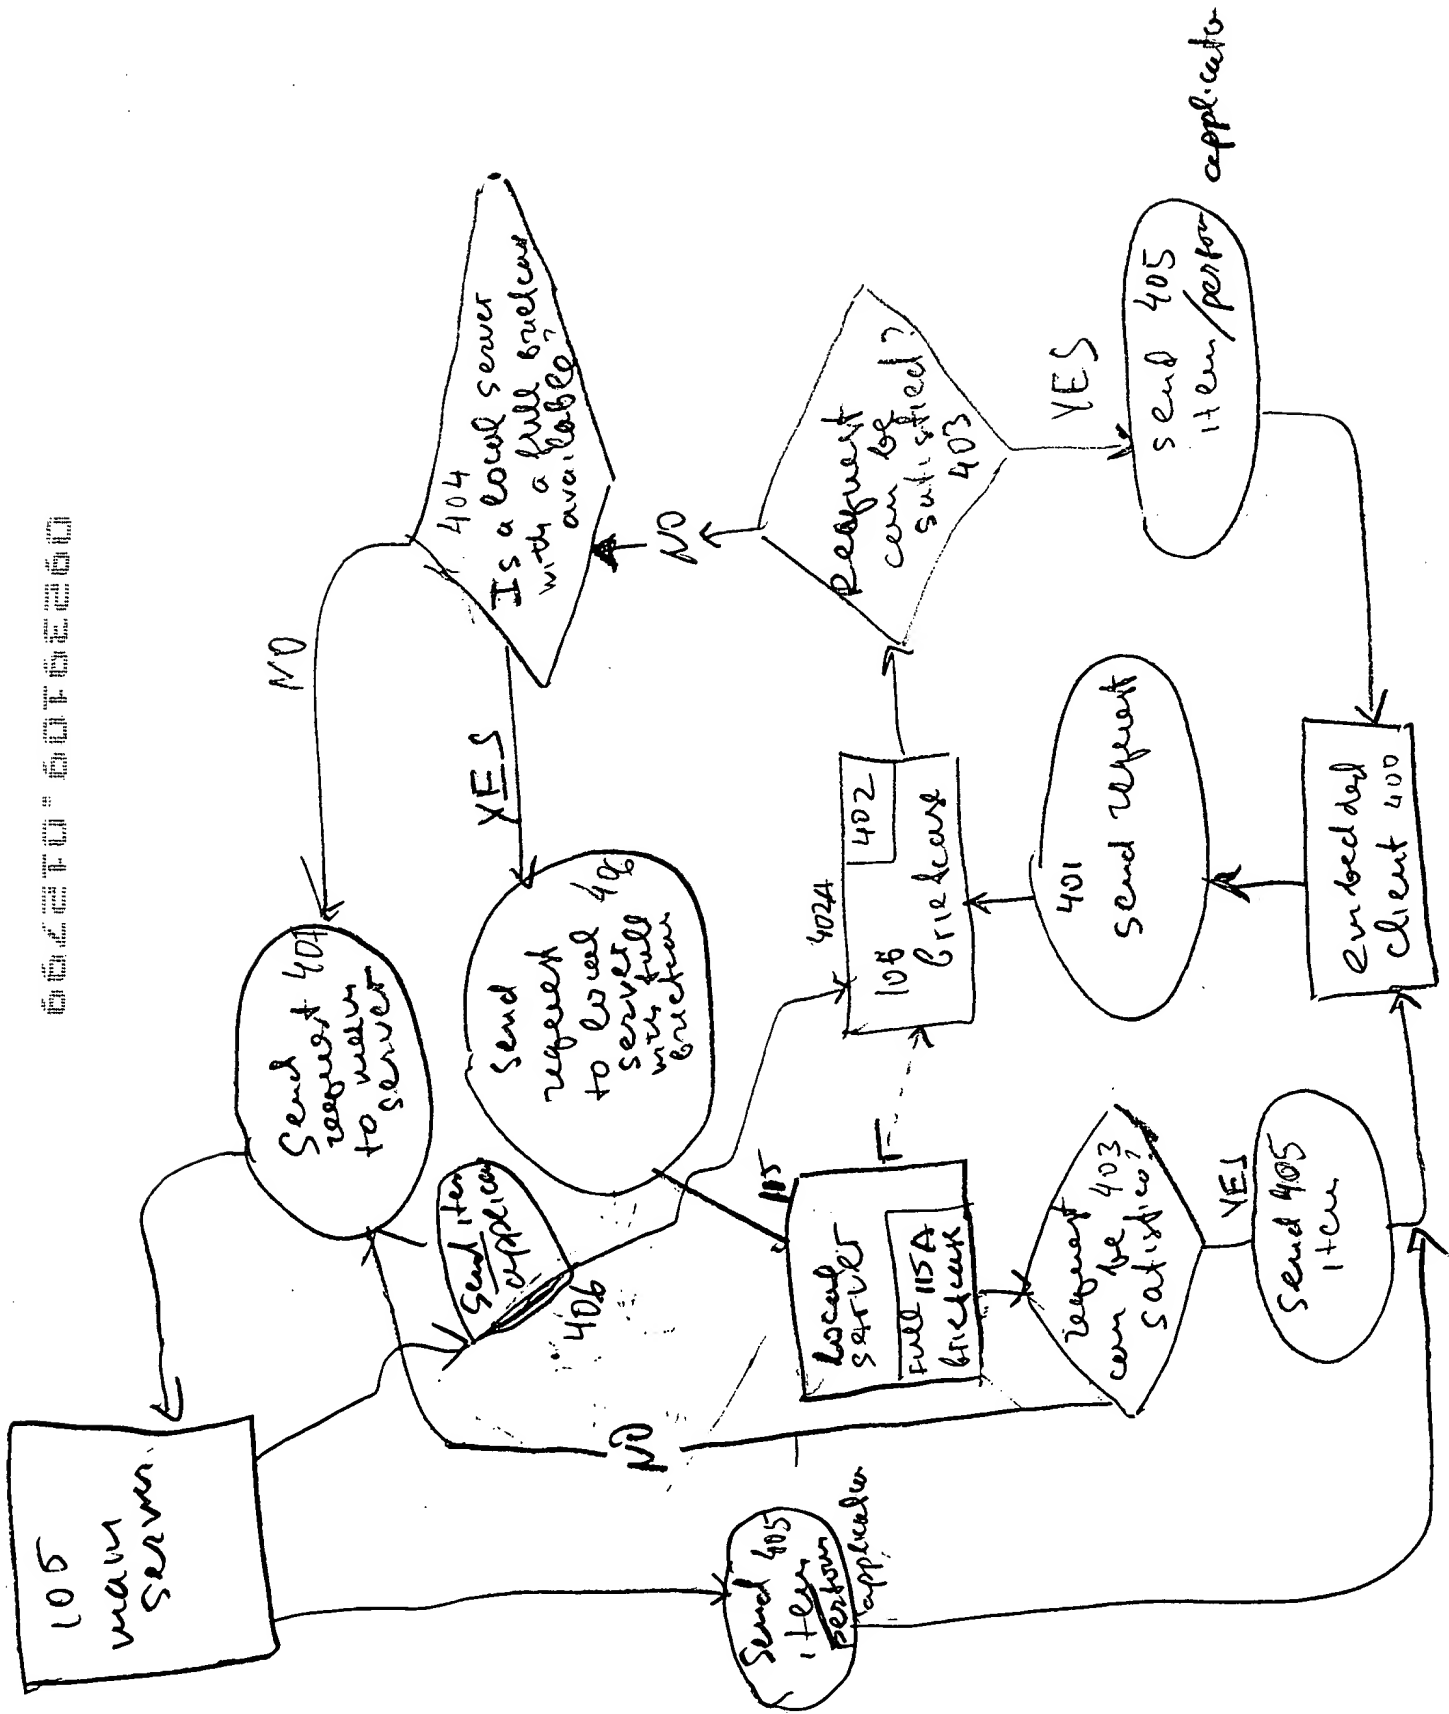 105
main
server
Send
request 407
to main
server
NO
404
Is a local server
with a full briefcase
available?
YES
Send 406
request
to local
server
with full
briefcase
Send item
application
406
NO
402A
402
106
briefcase
Request
can be
satisfied?
403
NO
YES
send 405
item/perform
application
401
send request
embedded
client 400
115
Local
server
Full 115A
briefcase
request
can be 403
satisfied?
YES
Send 405
item
Send 405
item
perform
application